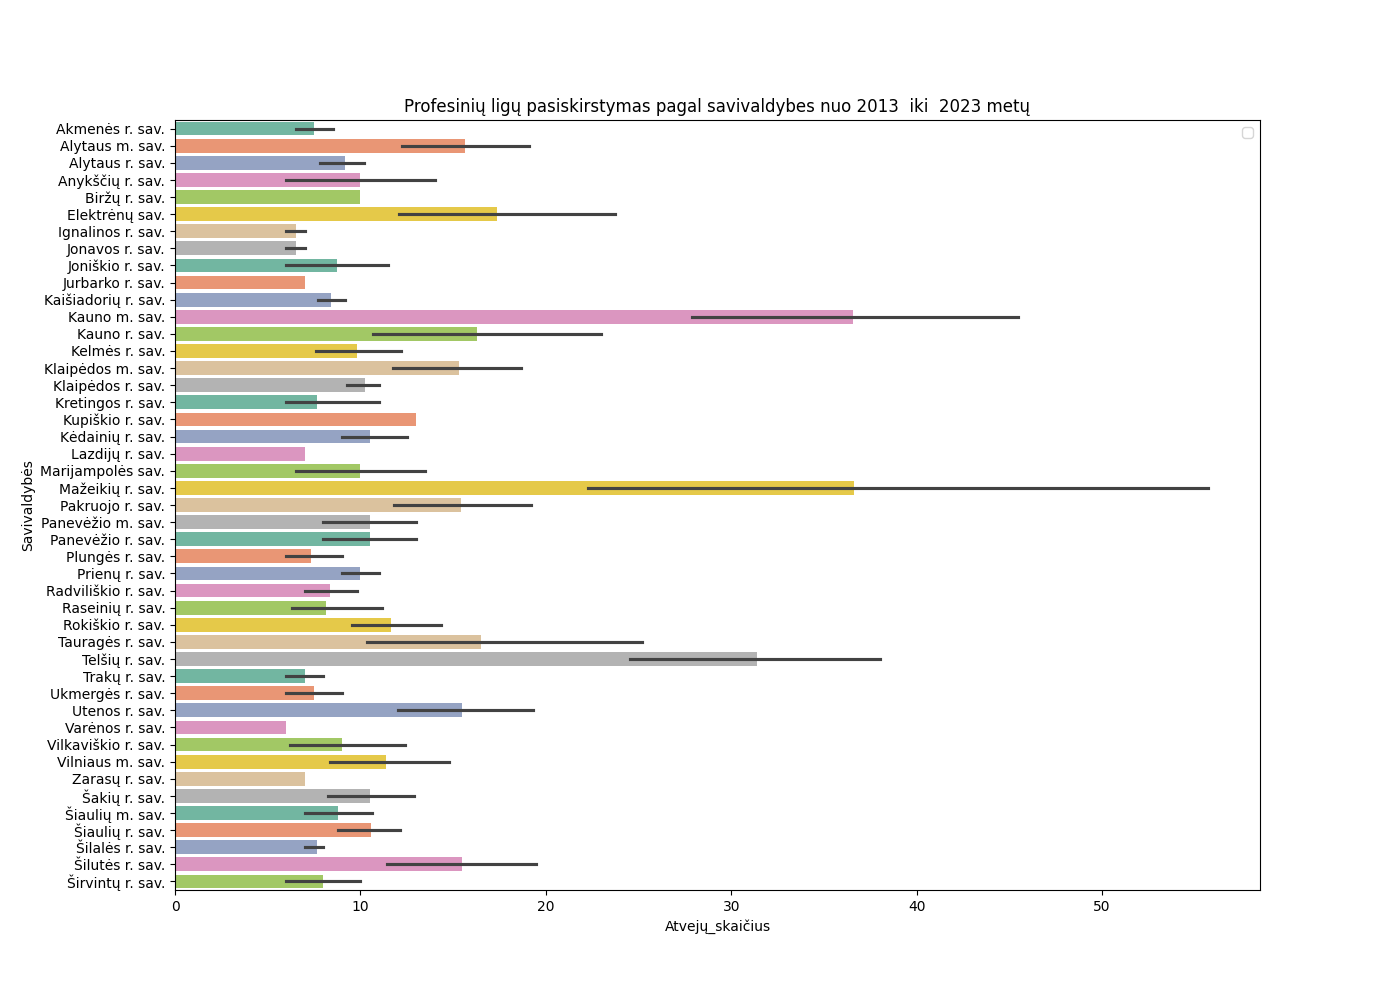 Profesinių ligų pasiskirstymas pagal savivaldybes nuo 2013  iki  2023 metų
Savivaldybės
Akmenės r. sav.
Alytaus m. sav.
Alytaus r. sav.
Anykščių r. sav.
Biržų r. sav.
Elektrėnų sav.
Ignalinos r. sav.
Jonavos r. sav.
Joniškio r. sav.
Jurbarko r. sav.
Kaišiadorių r. sav.
Kauno m. sav.
Kauno r. sav.
Kelmės r. sav.
Klaipėdos m. sav.
Klaipėdos r. sav.
Kretingos r. sav.
Kupiškio r. sav.
Kėdainių r. sav.
Lazdijų r. sav.
Marijampolės sav.
Mažeikių r. sav.
Pakruojo r. sav.
Panevėžio m. sav.
Panevėžio r. sav.
Plungės r. sav.
Prienų r. sav.
Radviliškio r. sav.
Raseinių r. sav.
Rokiškio r. sav.
Tauragės r. sav.
Telšių r. sav.
Trakų r. sav.
Ukmergės r. sav.
Utenos r. sav.
Varėnos r. sav.
Vilkaviškio r. sav.
Vilniaus m. sav.
Zarasų r. sav.
Šakių r. sav.
Šiaulių m. sav.
Šiaulių r. sav.
Šilalės r. sav.
Šilutės r. sav.
Širvintų r. sav.
0 10 20 30 40 50
Atvejų_skaičius